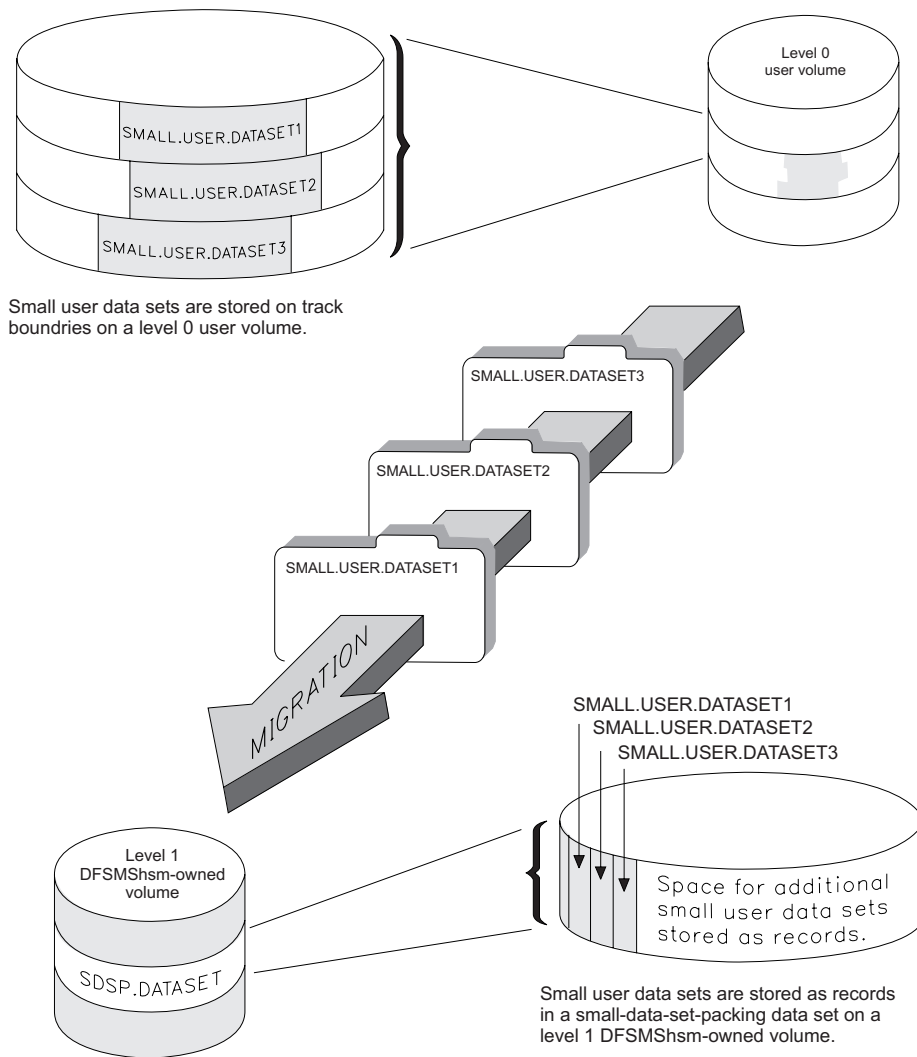 Level 0
user volume
SMALL.USER.DATASET1
SMALL.USER.DATASET2
SMALL.USER.DATASET3
Small user data sets are stored on track
boundries on a level 0 user volume.
SMALL.USER.DATASET3
SMALL.USER.DATASET2
SMALL.USER.DATASET1
MIGRATION
SMALL.USER.DATASET1
SMALL.USER.DATASET2
SMALL.USER.DATASET3
Level 1
DFSMShsm-owned
volume
SDSP.DATASET
Space for additional
small user data sets
stored as records.
Small user data sets are stored as records
in a small-data-set-packing data set on a
level 1 DFSMShsm-owned volume.